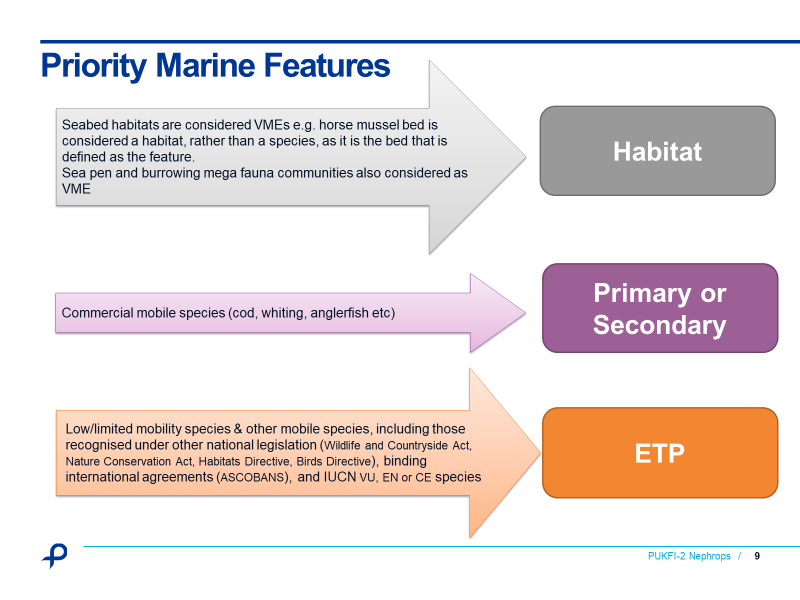 Priority Marine Features
Seabed habitats are considered VMEs e.g. horse mussel bed is
considered a habitat, rather than a species, as it is the bed that is
defined as the feature.
Sea pen and burrowing mega fauna communities also considered as
VME
Habitat
Commercial mobile species (cod, whiting, anglerfish etc)
Primary or
Secondary
Low/limited mobility species & other mobile species, including those
recognised under other national legislation (Wildlife and Countryside Act,
Nature Conservation Act, Habitats Directive, Birds Directive), binding
international agreements (ASCOBANS), and IUCN VU, EN or CE species
ETP
PUKFI-2 Nephrops / 9